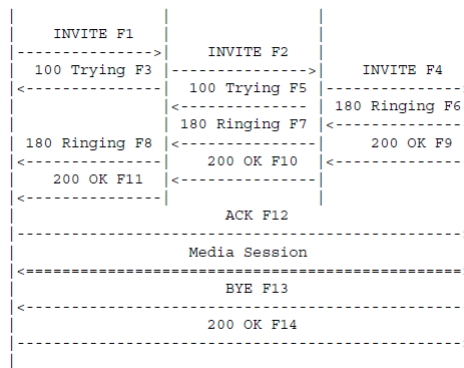 INVITE F1
INVITE F2
100 Trying F3
INVITE F4
100 Trying F5
180 Ringing F6
180 Ringing F7
180 Ringing F8
200 OK F9
200 OK F10
200 OK F11
ACK F12
Media Session
BYE F13
200 OK F14